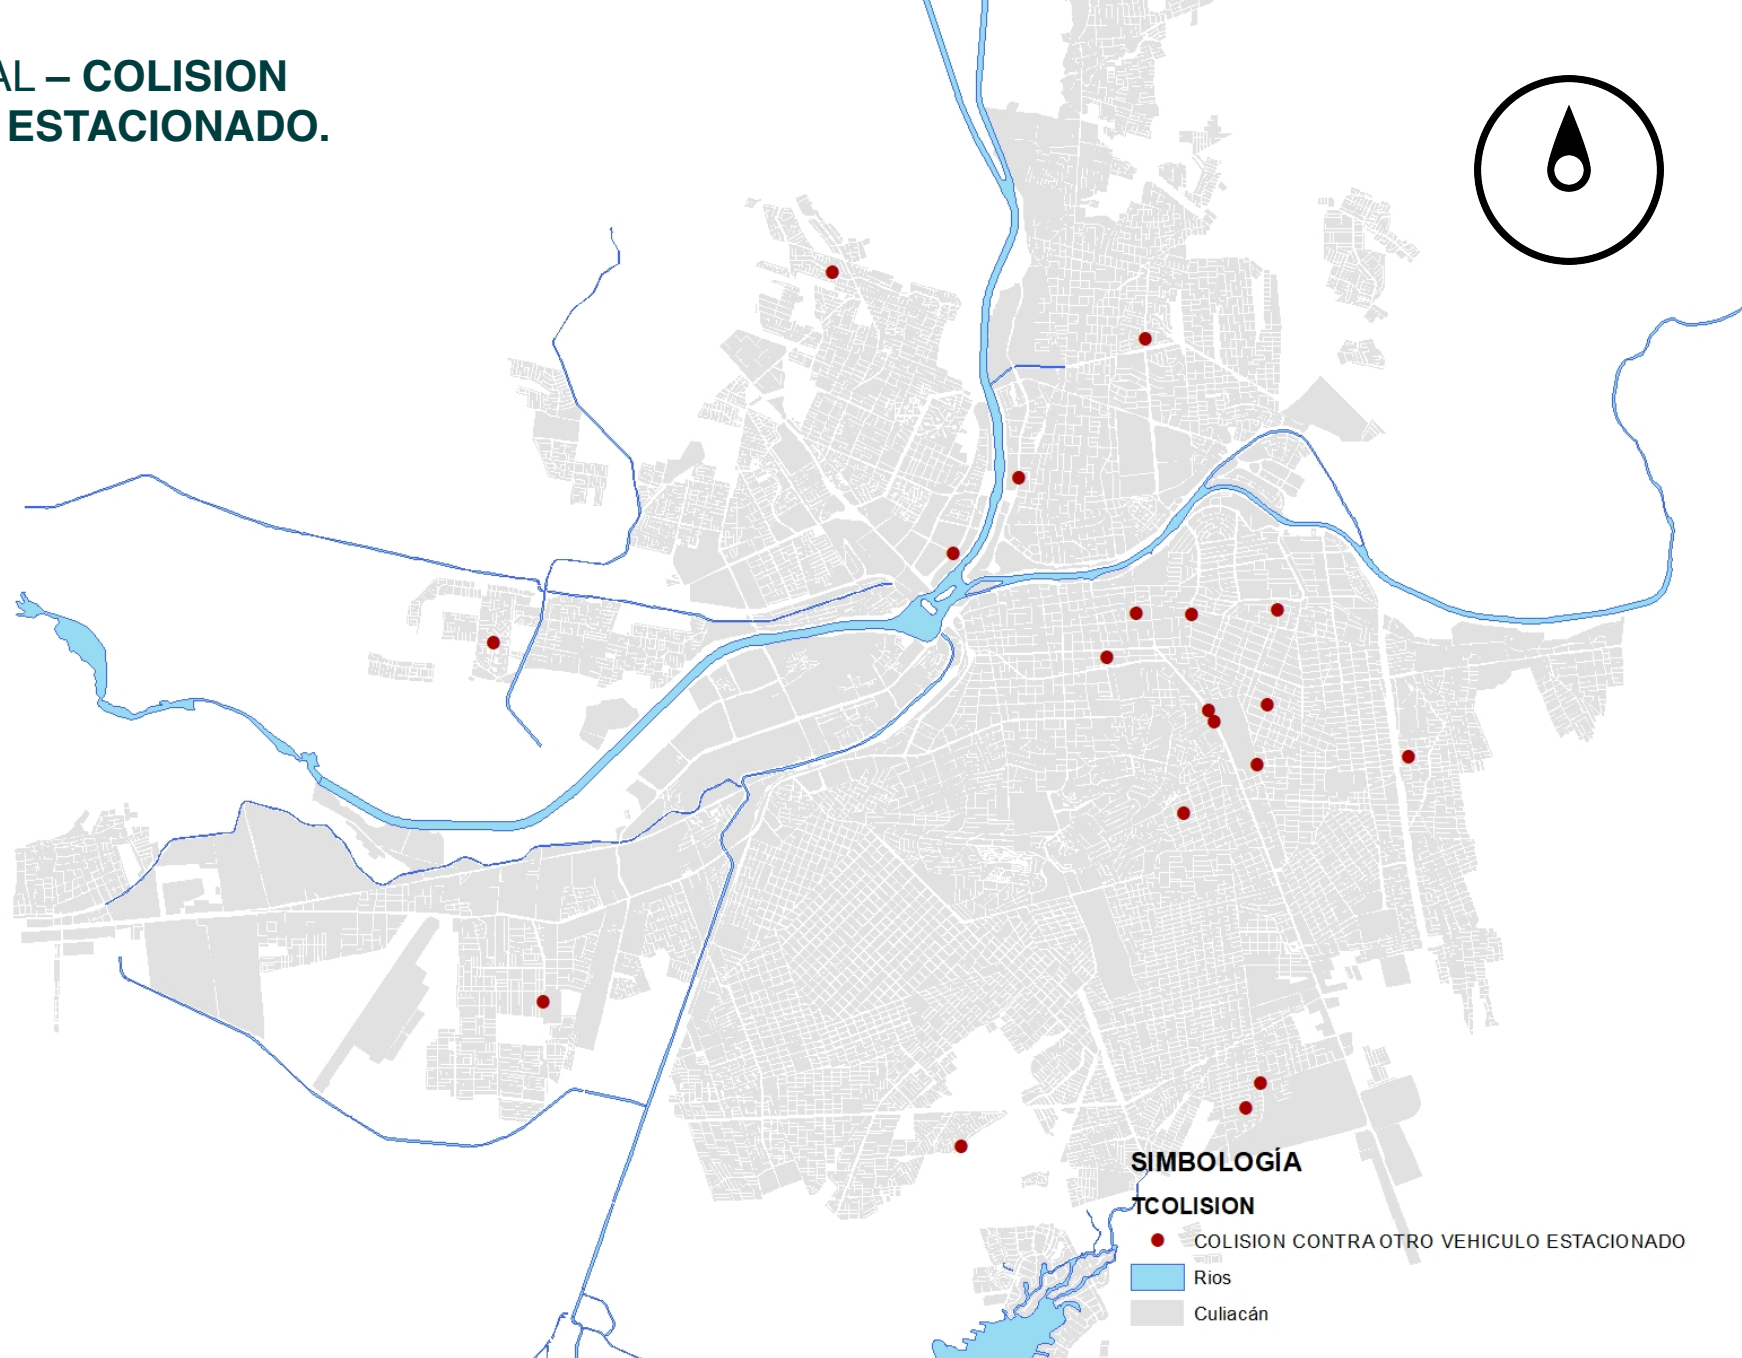 AL – COLISION
ESTACIONADO.
SIMBOLOGÍA
TCOLISION
COLISION CONTRA OTRO VEHICULO ESTACIONADO
Rios
Culiacán